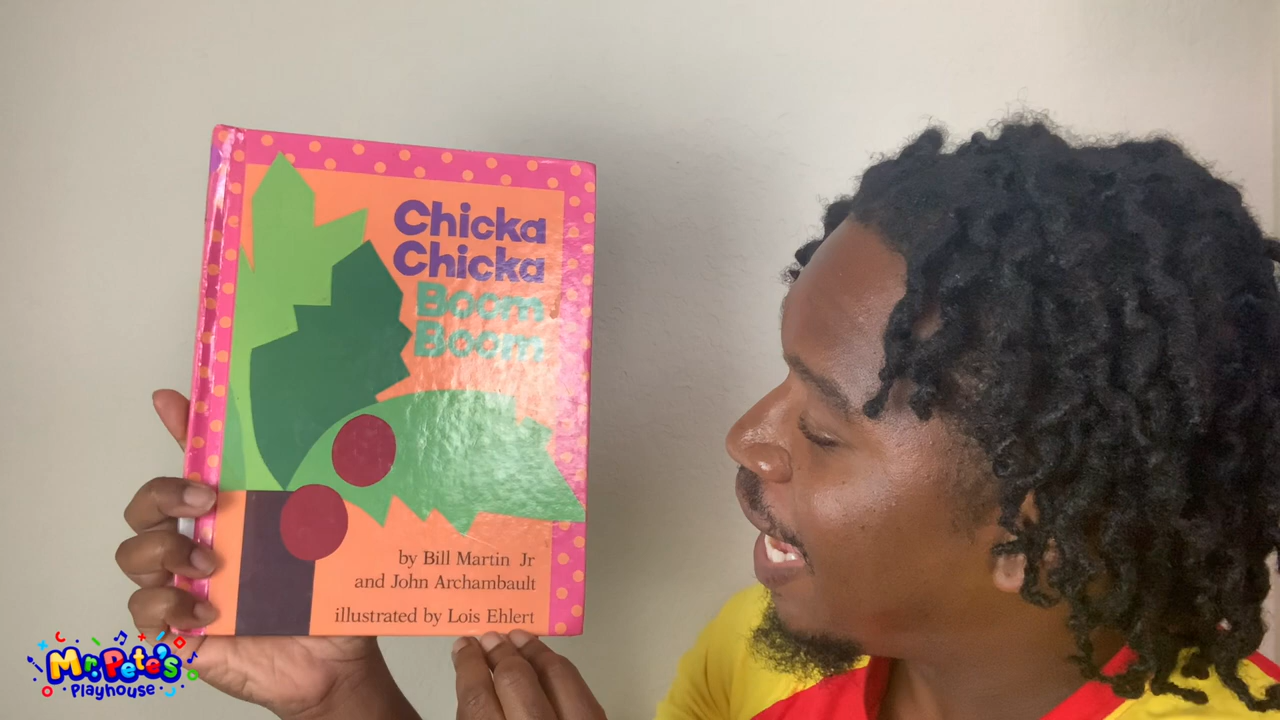 Chicka
Chicka
Boom
Boom
by Bill Martin Jr
and John Archambault
illustrated by Lois Ehlert
Mr. Pete's
Playhouse